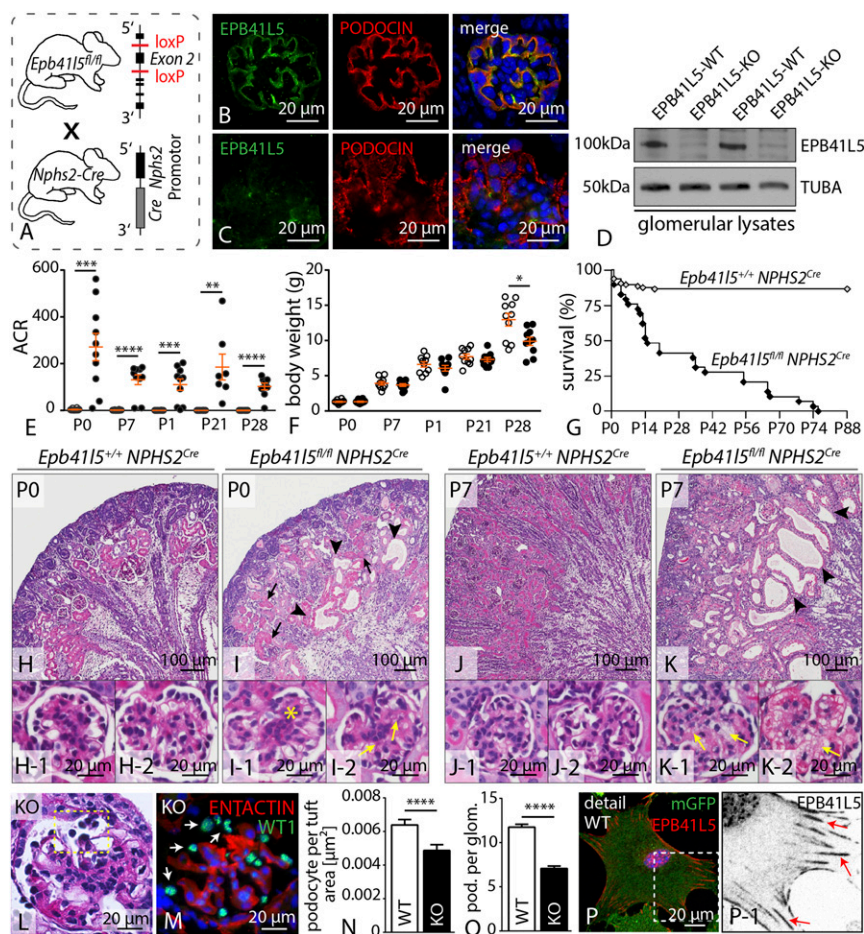 5‘
loxP
Exon 2
loxP
3‘
Epb41l5fl/fl
X
5‘
Nphs2-Cre
Cre Nphs2
Promotor
3‘
A
EPB41L5
PODOCIN
merge
B
20 µm
20 µm
20 µm
EPB41L5
PODOCIN
merge
C
20 µm
20 µm
20 µm
EPB41L5-WT
EPB41L5-KO
EPB41L5-WT
EPB41L5-KO
100kDa
EPB41L5
50kDa
TUBA
glomerular lysates
D
600
400
200
0
ACR
***
****
***
**
****
P0 P7 P1 P21 P28
E
20
15
10
5
0
body weight (g)
*
P0 P7 P1 P21 P28
F
100
75
50
25
0
survival (%)
Epb41l5+/+ NPHS2Cre
Epb41l5fl/fl NPHS2Cre
P0 P14 P28 P42 P56 P70 P74 P88
G
Epb41l5+/+ NPHS2Cre
Epb41l5fl/fl NPHS2Cre
Epb41l5+/+ NPHS2Cre
Epb41l5fl/fl NPHS2Cre
P0
P0
P7
P7
H
100 µm
I
100 µm
J
100 µm
K
100 µm
*
H-1
20 µm
H-2
20 µm
I-1
20 µm
I-2
20 µm
J-1
20 µm
J-2
20 µm
K-1
20 µm
K-2
20 µm
KO
L
20 µm
KO
ENTACTIN
WT1
M
20 µm
podocyte per tuft
area [µm²]
0.008
0.006
0.004
0.002
0.000
****
WT
KO
N
pod. per glom.
15
10
5
0
****
WT
KO
O
detail
WT
mGFP
EPB41L5
P
20 µm
EPB41L5
P-1